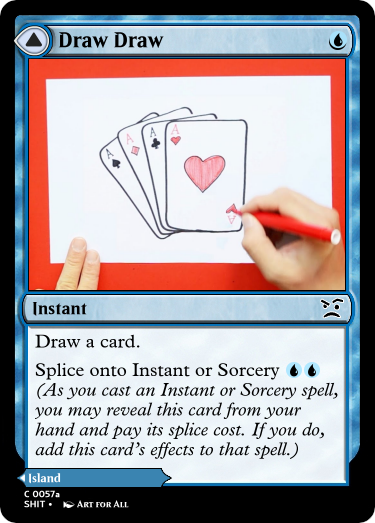 Draw Draw
A
A
A
A
A
Instant
Draw a card.
Splice onto Instant or Sorcery
(As you cast an Instant or Sorcery spell,
you may reveal this card from your
hand and pay its splice cost. If you do,
add this card's effects to that spell.)
Island
C 0057a
SHIT • Art for All